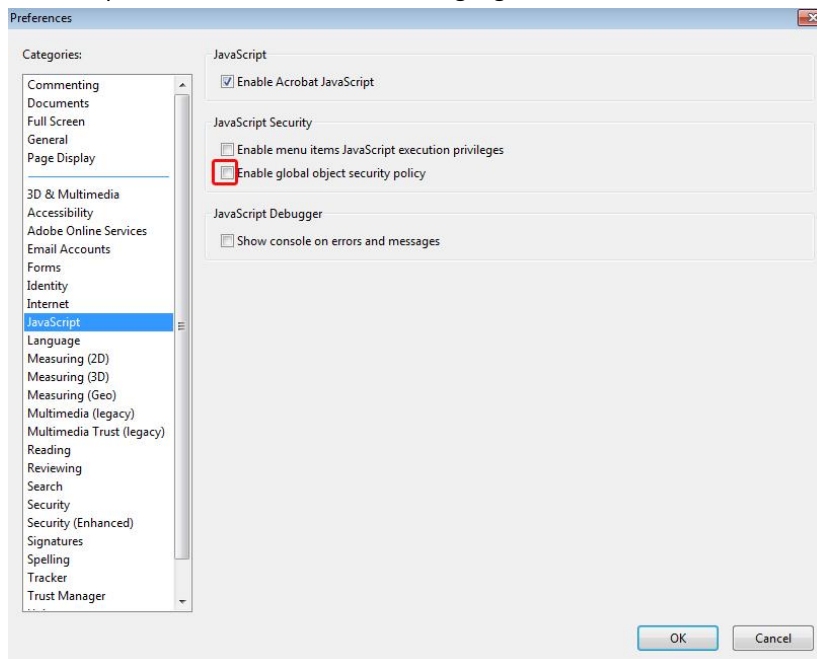 Preferences
Categories:
Commenting
Documents
Full Screen
General
Page Display
3D & Multimedia
Accessibility
Adobe Online Services
Email Accounts
Forms
Identity
Internet
JavaScript
Language
Measuring (2D)
Measuring (3D)
Measuring (Geo)
Multimedia (legacy)
Multimedia Trust (legacy)
Reading
Reviewing
Search
Security
Security (Enhanced)
Signatures
Spelling
Tracker
Trust Manager
JavaScript
Enable Acrobat JavaScript
JavaScript Security
Enable menu items JavaScript execution privileges
Enable global object security policy
JavaScript Debugger
Show console on errors and messages
OK
Cancel